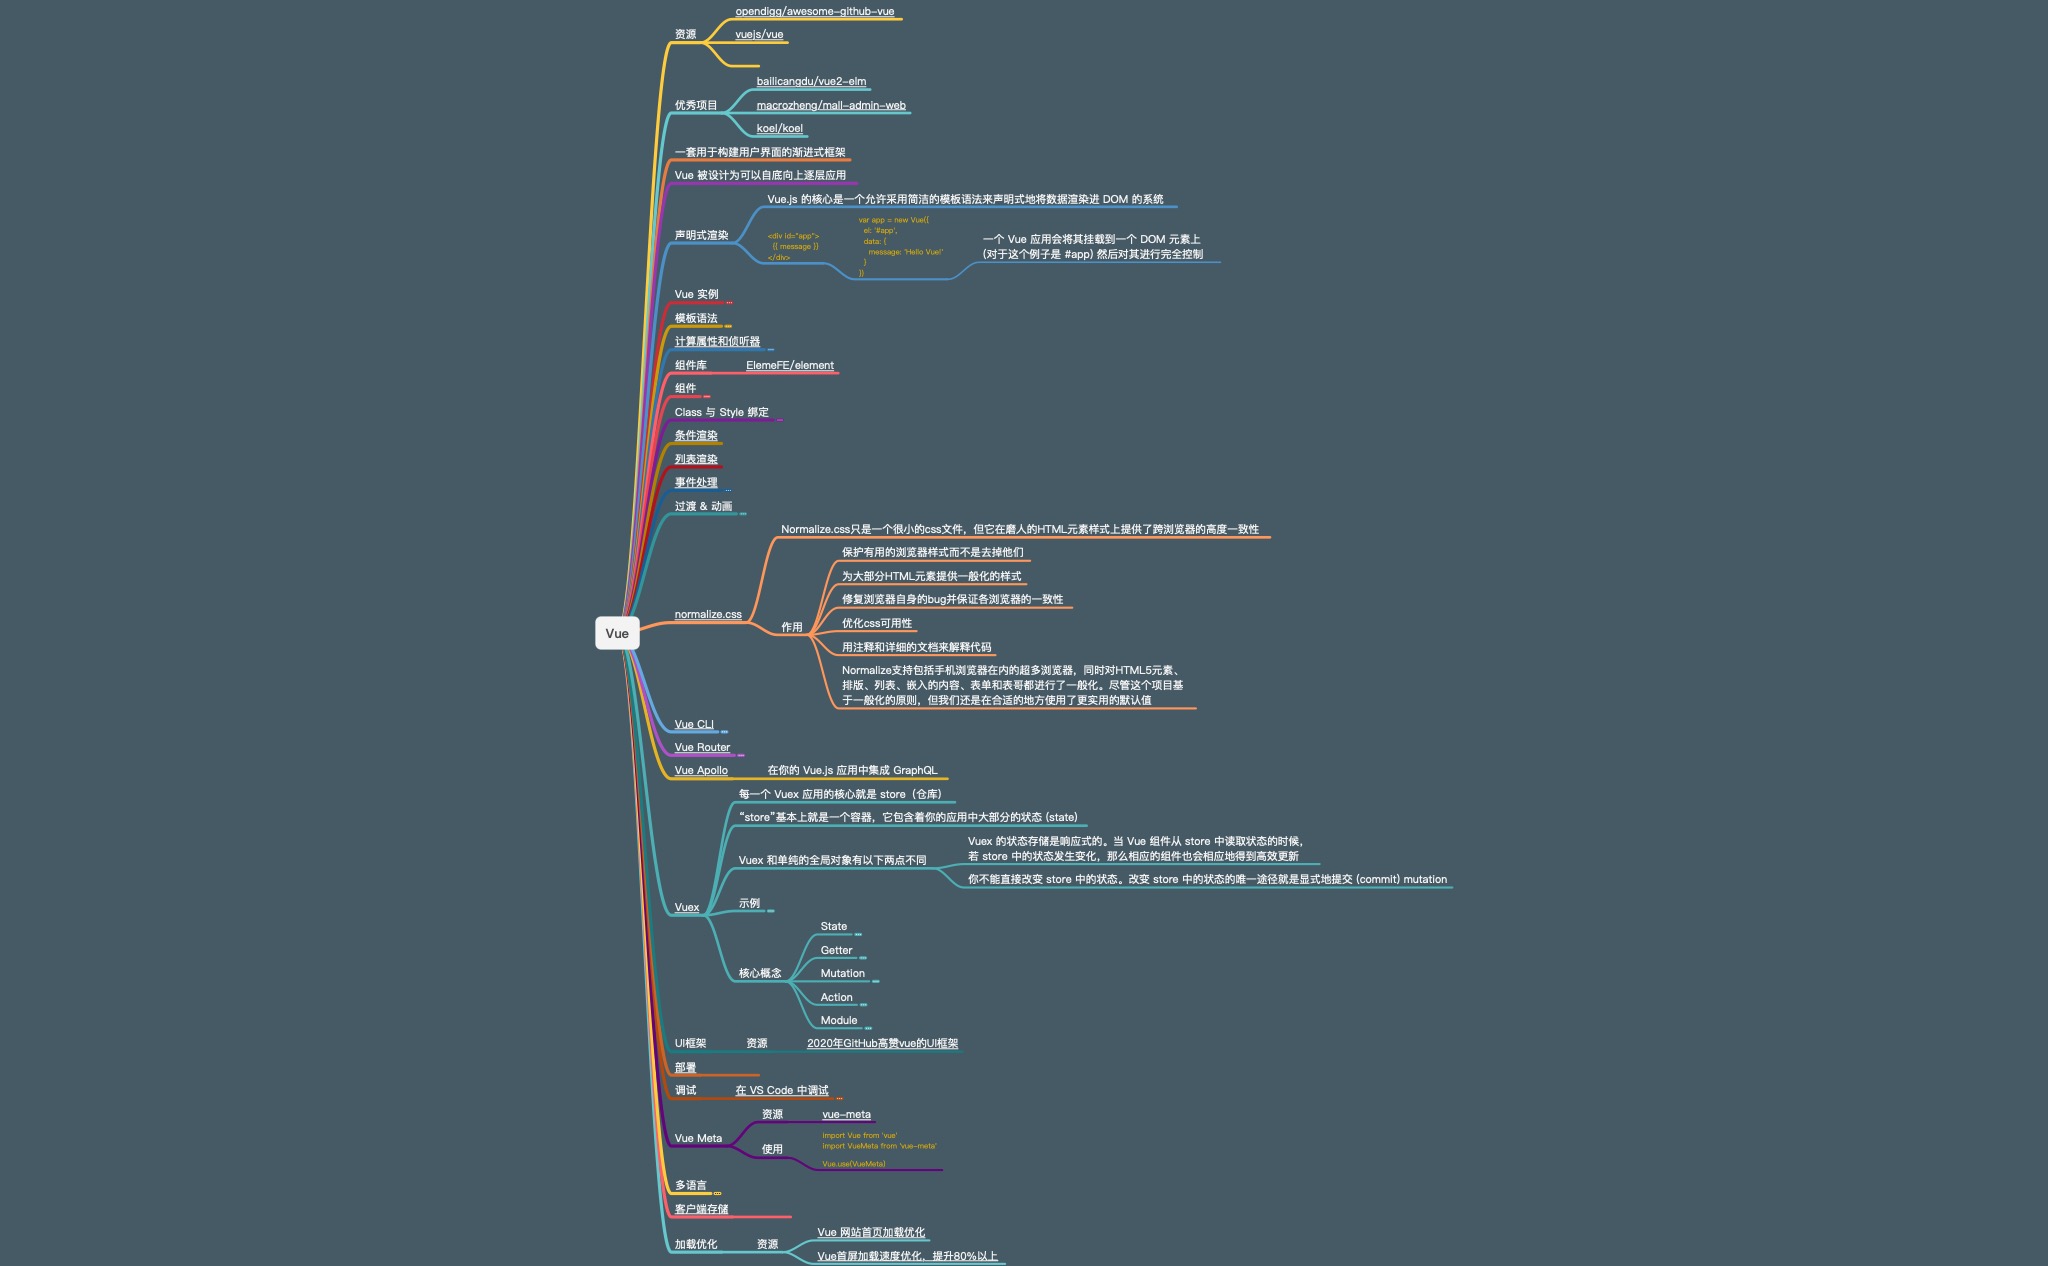 opendigg/awesome-github-vue
资源
vuejs/vue
bailicangdu/vue2-elm
优秀项目
macrozheng/mall-admin-web
koel/koel
一套用于构建用户界面的渐进式框架
Vue 被设计为可以自底向上逐层应用
Vue.js 的核心是一个允许采用简洁的模板语法来声明式地将数据渲染进 DOM 的系统
声明式渲染
<div id="app">
{{ message }}
</div>
var app = new Vue({
el: '#app',
data: {
message: 'Hello Vue!'
}
})
一个 Vue 应用会将其挂载到一个 DOM 元素上
(对于这个例子是 #app) 然后对其进行完全控制
Vue 实例
模板语法
计算属性和侦听器
组件库
ElemeFE/element
组件
Class 与 Style 绑定
条件渲染
列表渲染
事件处理
过渡 & 动画
Normalize.css只是一个很小的css文件，但它在磨人的HTML元素样式上提供了跨浏览器的高度一致性
normalize.css
作用
保护有用的浏览器样式而不是去掉他们
为大部分HTML元素提供一般化的样式
修复浏览器自身的bug并保证各浏览器的一致性
优化css可用性
用注释和详细的文档来解释代码
Normalize支持包括手机浏览器在内的超多浏览器，同时对HTML5元素、
排版、列表、嵌入的内容、表单和表哥都进行了一般化。尽管这个项目基
于一般化的原则，但我们还是在合适的地方使用了更实用的默认值
Vue
Vue CLI
Vue Router
Vue Apollo
在你的 Vue.js 应用中集成 GraphQL
每一个 Vuex 应用的核心就是 store（仓库）
“store”基本上就是一个容器，它包含着你的应用中大部分的状态 (state)
Vuex 和单纯的全局对象有以下两点不同
Vuex 的状态存储是响应式的。当 Vue 组件从 store 中读取状态的时候，
若 store 中的状态发生变化，那么相应的组件也会相应地得到高效更新
你不能直接改变 store 中的状态。改变 store 中的状态的唯一途径就是显式地提交 (commit) mutation
Vuex
示例
核心概念
State
Getter
Mutation
Action
Module
UI框架
资源
2020年GitHub高赞vue的UI框架
部署
调试
在 VS Code 中调试
Vue Meta
资源
vue-meta
使用
import Vue from 'vue'
import VueMeta from 'vue-meta'
Vue.use(VueMeta)
多语言
客户端存储
加载优化
资源
Vue 网站首页加载优化
Vue首屏加载速度优化，提升80%以上